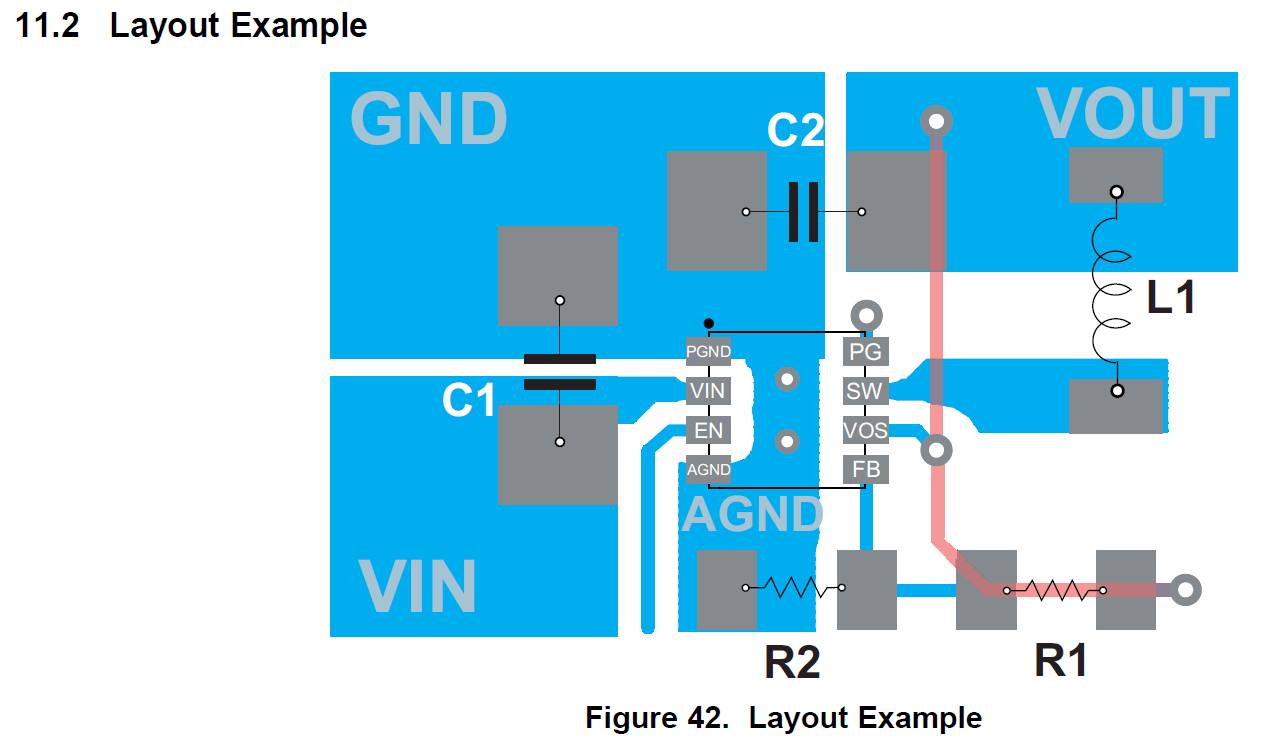 11.2 Layout Example
GND
C2
VOUT
L1
PGND
PG
C1
VIN
SW
EN
VOS
AGND
FB
AGND
VIN
R2
R1
Figure 42. Layout Example